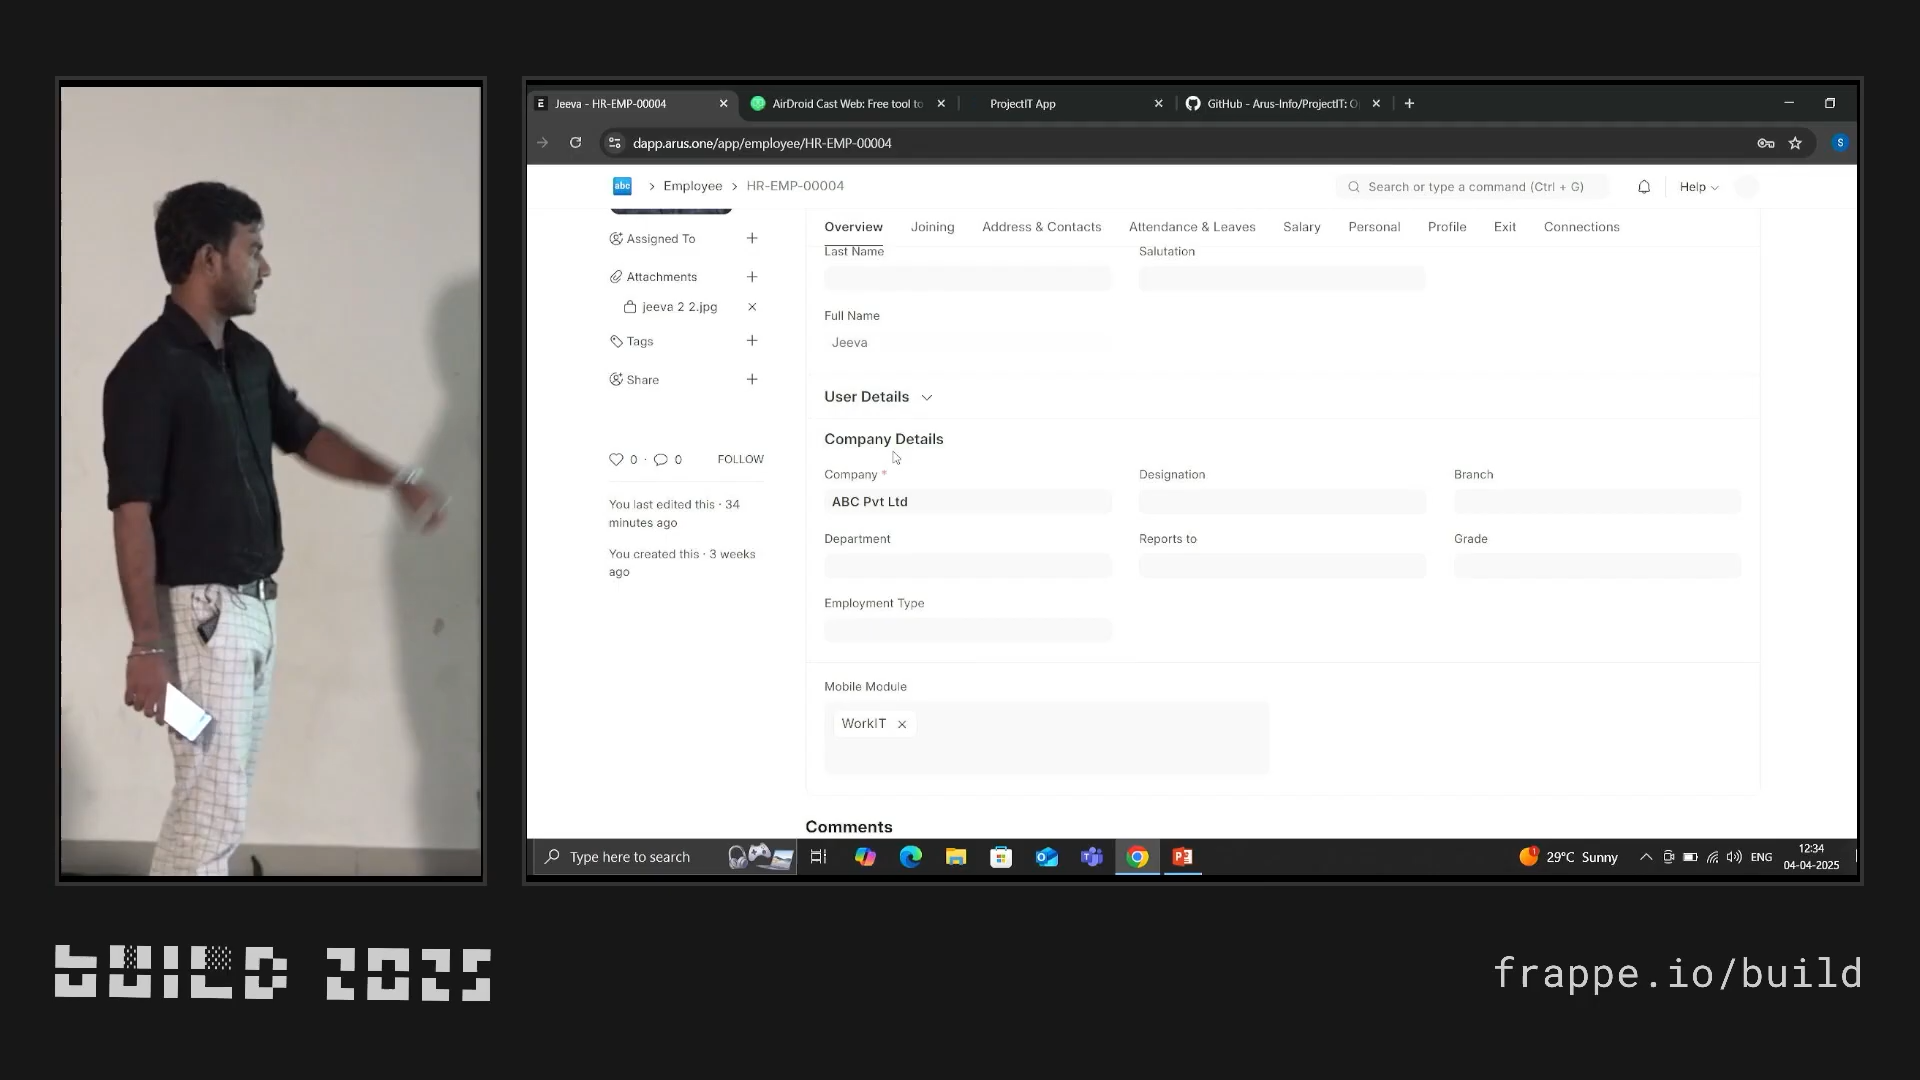 Jeeva - HR-EMP-00004
AirDroid Cast Web: Free tool to
ProjectIT App
GitHub - Arus-Info/ProjectIT: O
dapp.arus.one/app/employee/HR-EMP-00004
S
abc
Employee
HR-EMP-00004
Search or type a command (Ctrl + G)
Help
Assigned To
Attachments
jeeva 2 2.jpg
Tags
Share
0 · 0
FOLLOW
You last edited this · 34
minutes ago
You created this · 3 weeks
ago
Overview
Joining
Address & Contacts
Attendance & Leaves
Salary
Personal
Profile
Exit
Connections
Last Name
Salutation
Full Name
Jeeva
User Details
Company Details
Company *
Designation
Branch
ABC Pvt Ltd
Department
Reports to
Grade
Employment Type
Mobile Module
WorkIT
Comments
Type here to search
29°C Sunny
ENG
12:34
04-04-2025
BUILD 2025
frappe.io/build